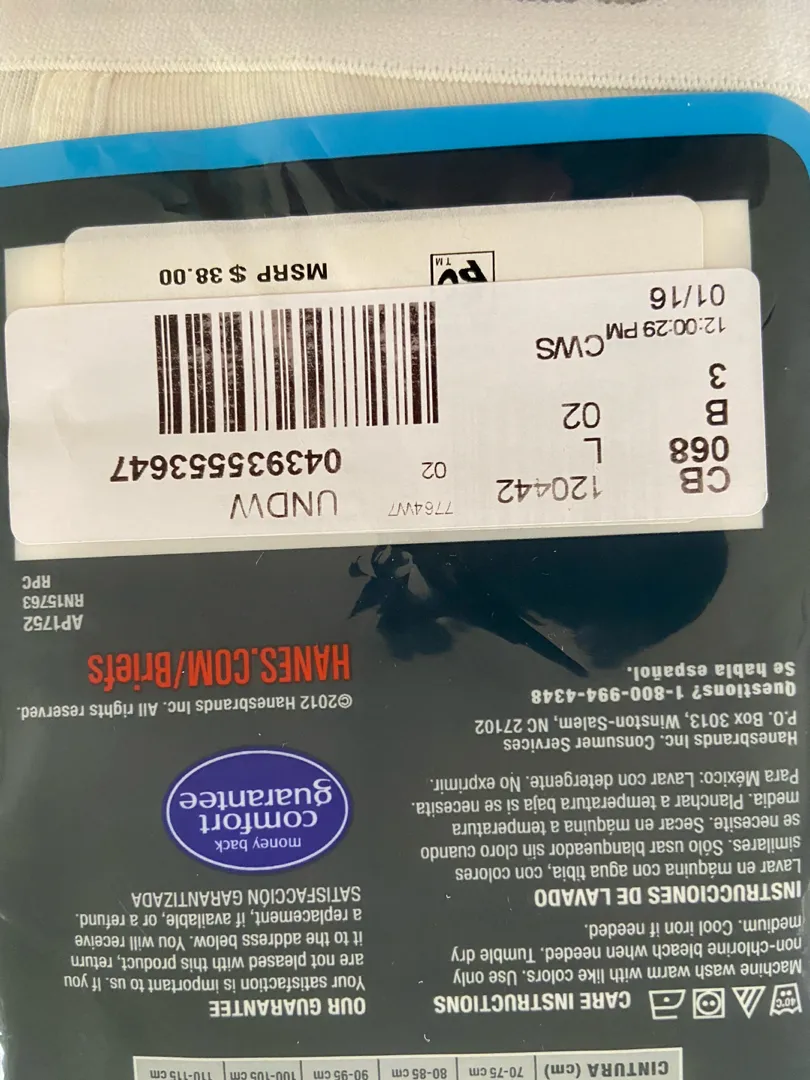 CINTURA (cm) 70-75 cm 80-85 cm 90-95 cm 100-105 cm 110-115 cm
40°C
CARE INSTRUCTIONS
Machine wash warm with like colors. Use only
non-chlorine bleach when needed. Tumble dry
medium. Cool iron if needed.
INSTRUCCIONES DE LAVADO
Lavar en máquina con agua tibia, con colores
similares. Sólo usar blanqueador sin cloro cuando
se necesite. Secar en máquina a temperatura
media. Planchar a temperatura baja si se necesita.
Para México: Lavar con detergente. No exprimir.
Hanesbrands Inc. Consumer Services
P.O. Box 3013, Winston-Salem, NC 27102
Questions? 1-800-994-4348
Se habla español.
OUR GUARANTEE
Your satisfaction is important to us. If you
are not pleased with this product, return
it to the address below. You will receive
a replacement, if available, or a refund.
SATISFACCIÓN GARANTIZADA
money back
comfort
guarantee
©2012 Hanesbrands Inc. All rights reserved.
HANES.COM/Briefs
AP1752
RN15763
RPC
CB 120442 7764W7 UNDW
068 L 02 043935553647
B 02
3
12:00:29 PM CWS
01/16
TM
MSRP $ 38.00